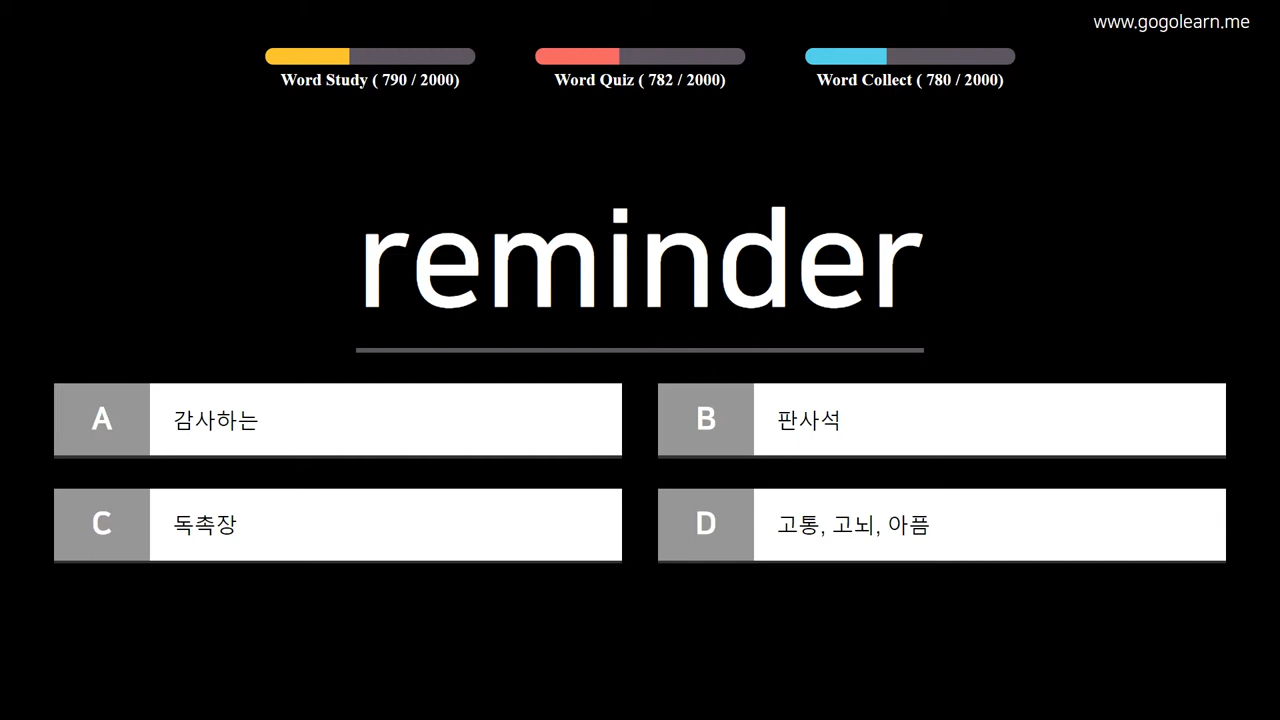 www.gogolearn.me
Word Study ( 790 / 2000)
Word Quiz ( 782 / 2000)
Word Collect ( 780 / 2000)
reminder
A 감사하는
B 판사석
C 독촉장
D 고통, 고뇌, 아픔